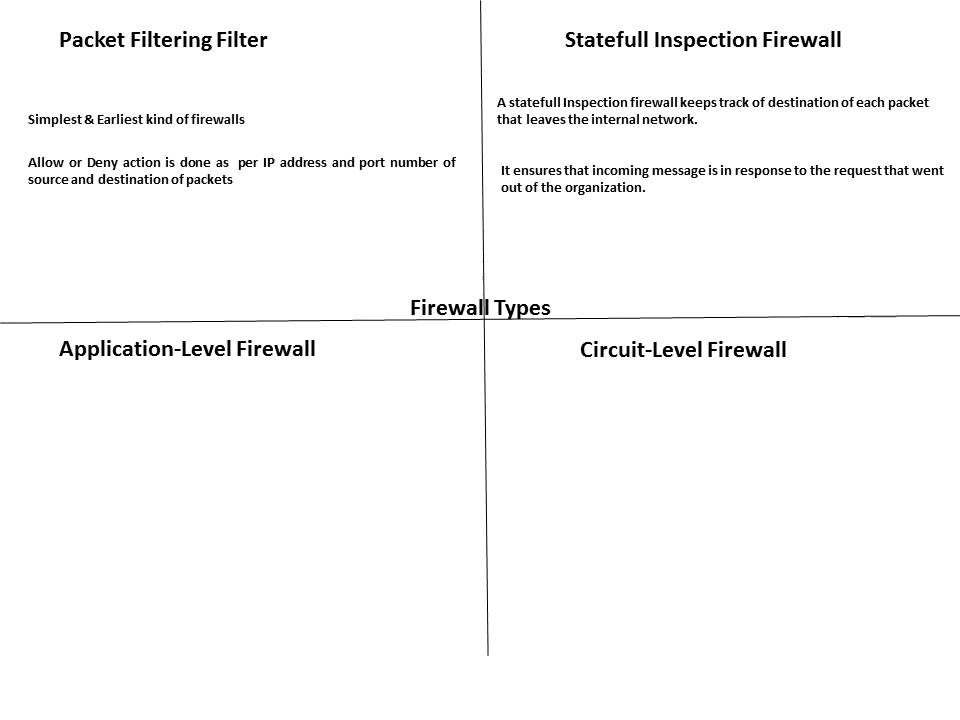 Packet Filtering Filter
Simplest & Earliest kind of firewalls
Allow or Deny action is done as per IP address and port number of
source and destination of packets
Statefull Inspection Firewall
A statefull Inspection firewall keeps track of destination of each packet
that leaves the internal network.
It ensures that incoming message is in response to the request that went
out of the organization.
Firewall Types
Application-Level Firewall
Circuit-Level Firewall